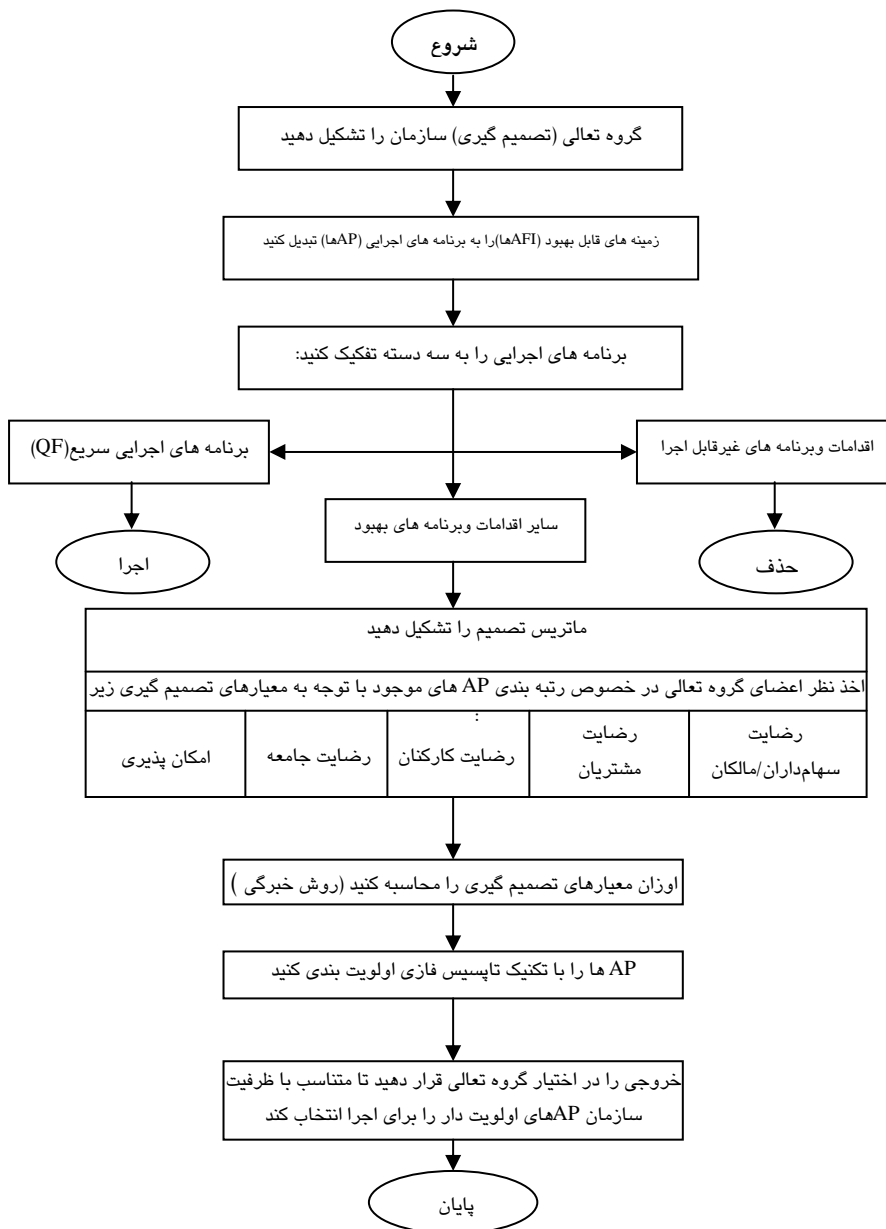 شروع
گروه تعالی (تصمیم گیری) سازمان را تشکیل دهید
زمینه های قابل بهبود (AFIها)را به برنامه های اجرایی (APها) تبدیل کنید
برنامه های اجرایی را به سه دسته تفکیک کنید:
اقدامات وبرنامه های غیرقابل اجرا
برنامه های اجرایی سریع(QF)
سایر اقدامات وبرنامه های بهبود
حذف
اجرا
ماتریس تصمیم را تشکیل دهید
اخذ نظر اعضای گروه تعالی در خصوص رتبه بندی AP های موجود با توجه به معیارهای تصمیم گیری زیر
:
رضایت
سهام‌داران/مالکان
رضایت
مشتریان
رضایت کارکنان
رضایت جامعه
امکان پذیری
اوزان معیارهای تصمیم گیری را محاسبه کنید (روش خبرگی )
AP ها را با تکنیک تاپسیس فازی اولویت بندی کنید
خروجی را در اختیار گروه تعالی قرار دهید تا متناسب با ظرفیت
سازمان APهای اولویت دار را برای اجرا انتخاب کند
پایان